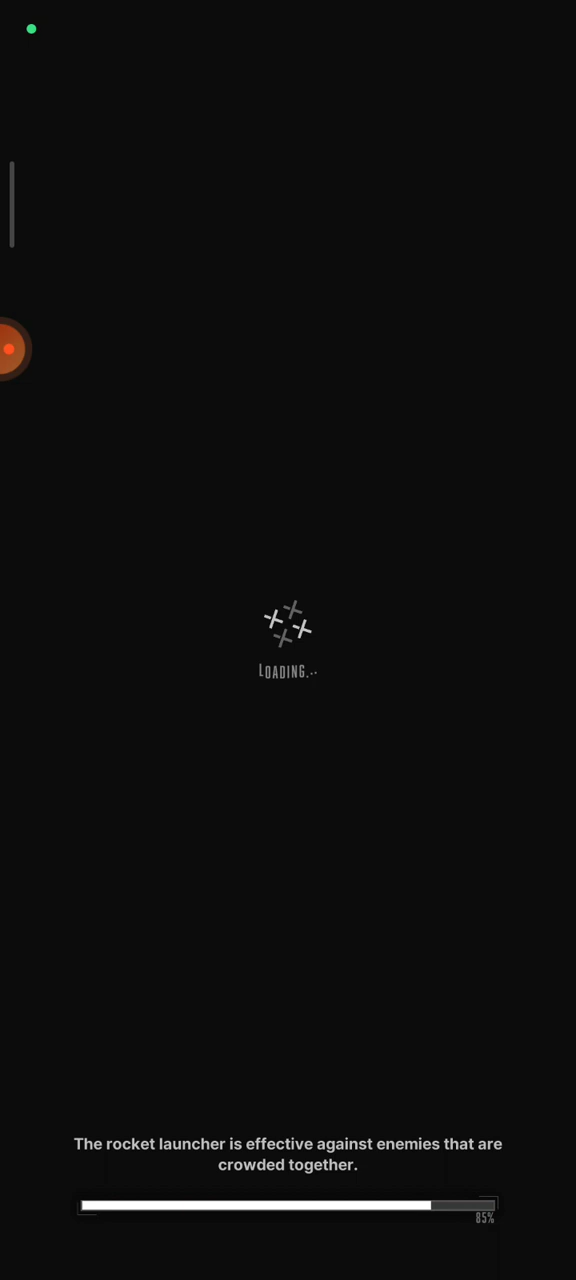 LOADING...
The rocket launcher is effective against enemies that are
crowded together.
85%